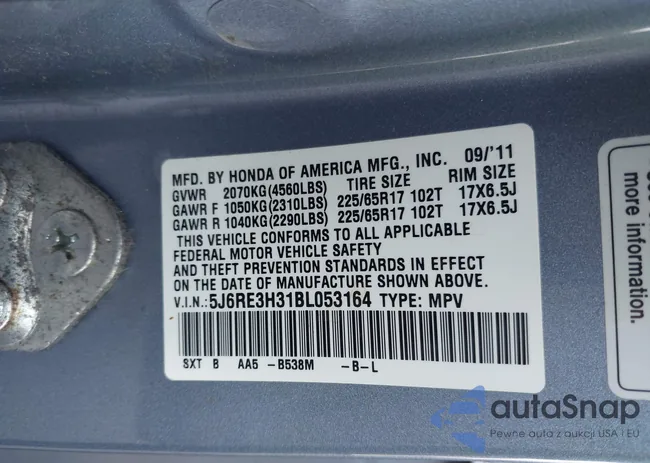 MFD. BY HONDA OF AMERICA MFG., INC. 09/'11
GVWR 2070KG(4560LBS) TIRE SIZE RIM SIZE
GAWR F 1050KG(2310LBS) 225/65R17 102T 17X6.5J
GAWR R 1040KG(2290LBS) 225/65R17 102T 17X6.5J
THIS VEHICLE CONFORMS TO ALL APPLICABLE
FEDERAL MOTOR VEHICLE SAFETY
AND THEFT PREVENTION STANDARDS IN EFFECT
ON THE DATE OF MANUFACTURE SHOWN ABOVE.
V.I.N.: 5J6RE3H31BL053164 TYPE: MPV
SXT B AA5 -B538M -B-L
more information.
autaSnap
Pewne auta z aukcji USA i EU